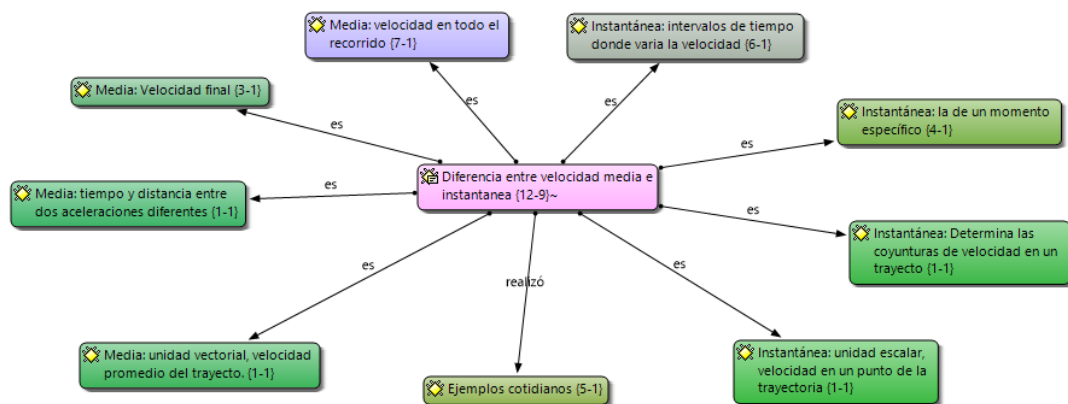 Media: velocidad en todo el
recorrido {7-1}
Instantánea: intervalos de tiempo
donde varia la velocidad {6-1}
Media: Velocidad final {3-1}
es
es
es
Instantánea: la de un momento
específico {4-1}
es
Diferencia entre velocidad media e
instantanea {12-9}~
Media: tiempo y distancia entre
dos aceleraciones diferentes {1-1}
es
es
Instantánea: Determina las
coyunturas de velocidad en un
trayecto {1-1}
es
realizó
es
Media: unidad vectorial, velocidad
promedio del trayecto. {1-1}
Ejemplos cotidianos {5-1}
Instantánea: unidad escalar,
velocidad en un punto de la
trayectoria {1-1}